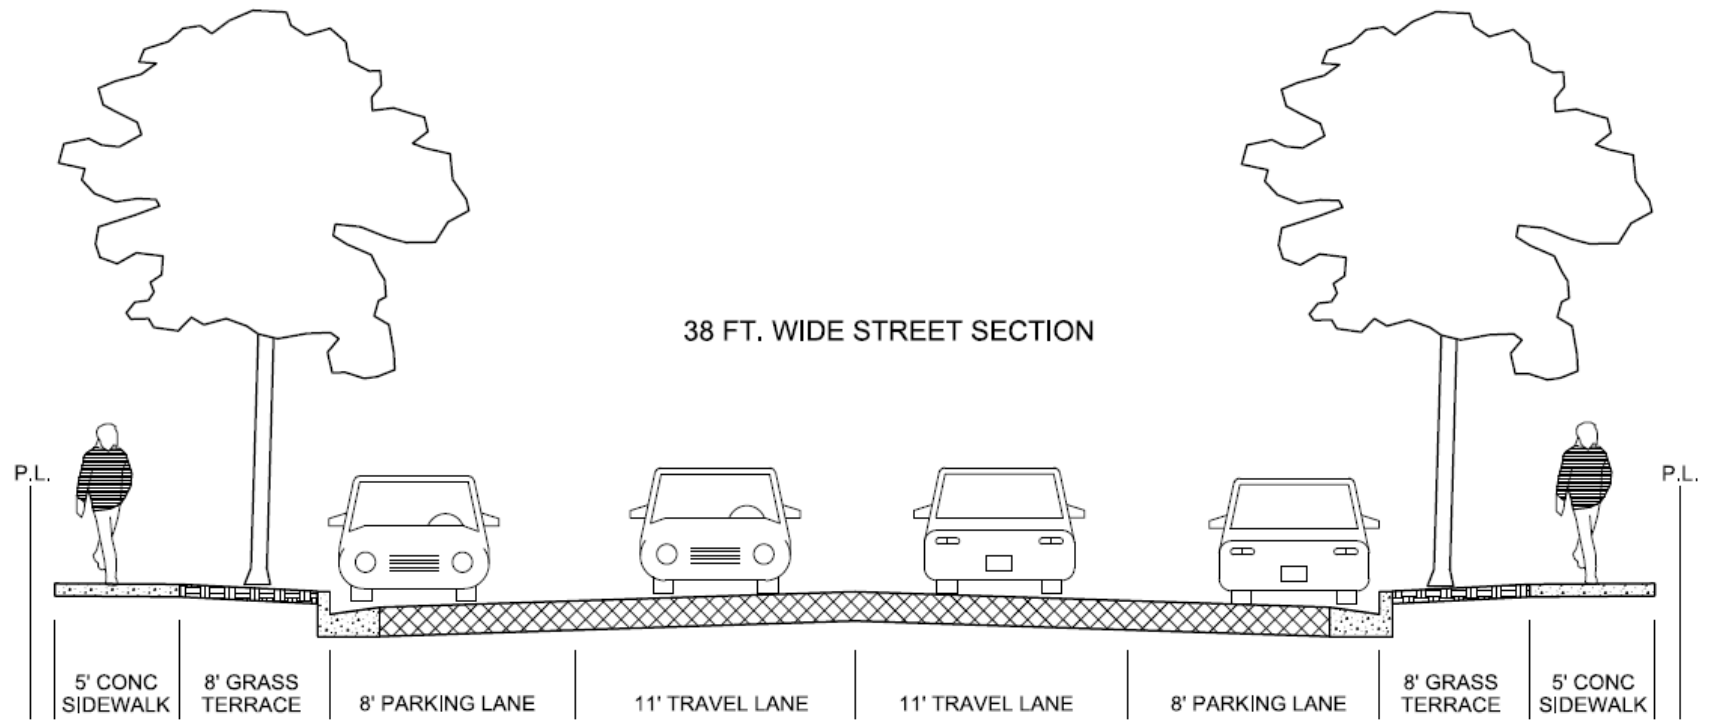 38 FT. WIDE STREET SECTION
P.L.
P.L.
5' CONC
SIDEWALK
8' GRASS
TERRACE
8' PARKING LANE
11' TRAVEL LANE
11' TRAVEL LANE
8' PARKING LANE
8' GRASS
TERRACE
5' CONC
SIDEWALK